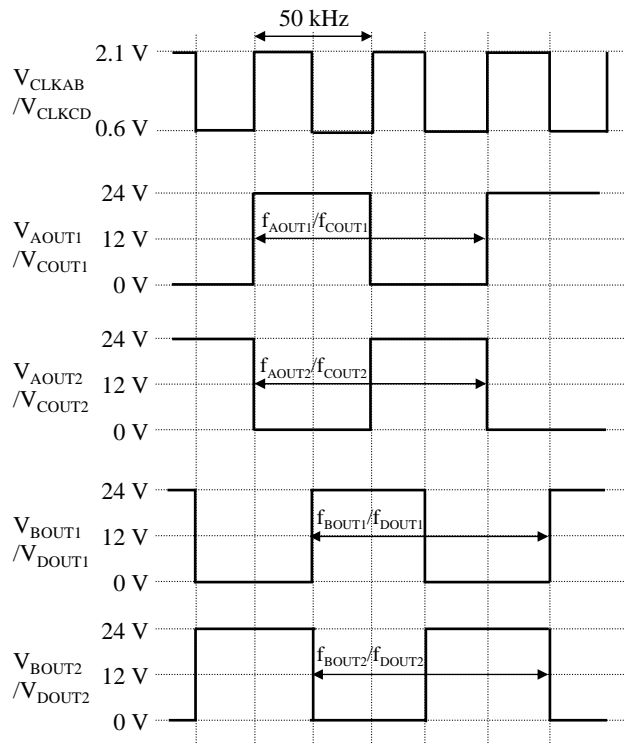 50 kHz
2.1 V
V_CLKAB
/V_CLKCD
0.6 V
24 V
V_AOUT1
/V_COUT1
12 V
0 V
f_AOUT1/f_COUT1
24 V
V_AOUT2
/V_COUT2
12 V
0 V
f_AOUT2/f_COUT2
24 V
V_BOUT1
/V_DOUT1
12 V
0 V
f_BOUT1/f_DOUT1
24 V
V_BOUT2
/V_DOUT2
12 V
0 V
f_BOUT2/f_DOUT2